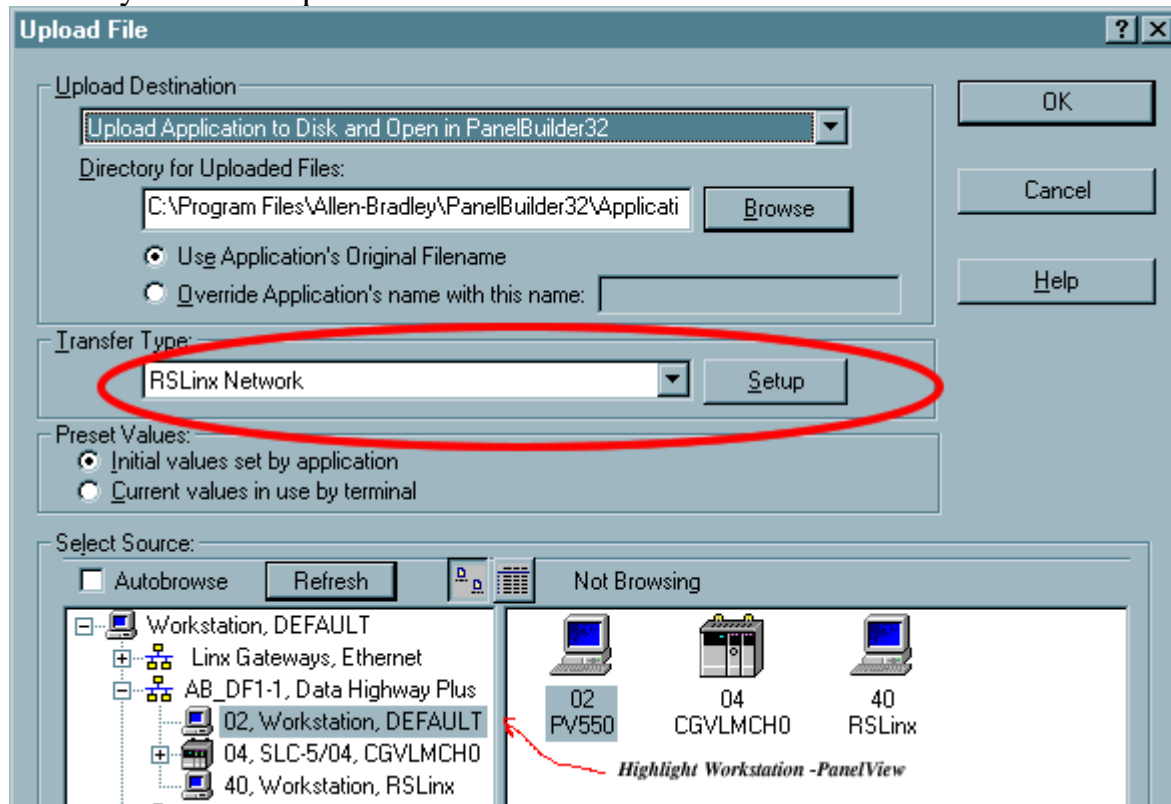 Upload File
Upload Destination
Upload Application to Disk and Open in PanelBuilder32
Directory for Uploaded Files:
C:\Program Files\Allen-Bradley\PanelBuilder32\Applicati
Browse
Use Application's Original Filename
Override Application's name with this name:
OK
Cancel
Help
Transfer Type:
RSLinx Network
Setup
Preset Values:
Initial values set by application
Current values in use by terminal
Select Source:
Autobrowse
Refresh
Not Browsing
Workstation, DEFAULT
Linx Gateways, Ethernet
AB_DF1-1, Data Highway Plus
02, Workstation, DEFAULT
04, SLC-5/04, CGVLMCH0
40, Workstation, RSLinx
02
PV550
04
CGVLMCH0
40
RSLinx
Highlight Workstation -PanelView